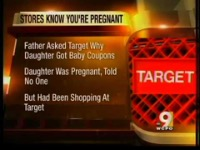 STORES KNOW YOU'RE PREGNANT
Father Asked Target Why
Daughter Got Baby Coupons
Daughter Was Pregnant, Told
No One
But Had Been Shopping At
Target
TARGET
9
WCPO